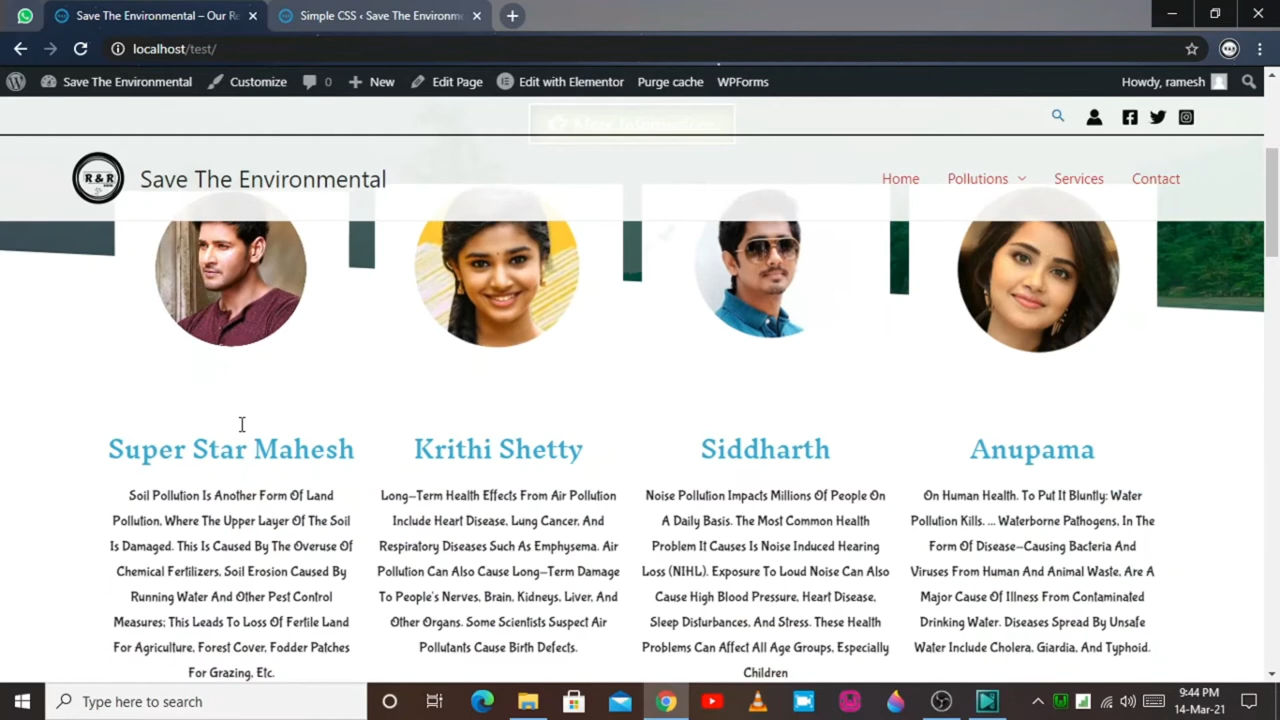 Save The Environmental – Our Re
Simple CSS ‹ Save The Environm
localhost/test/
Save The Environmental
Customize
0
New
Edit Page
Edit with Elementor
Purge cache
WPForms
Howdy, ramesh
R & R
Save The Environmental
Home
Pollutions
Services
Contact
Super Star Mahesh
Soil Pollution Is Another Form Of Land
Pollution, Where The Upper Layer Of The Soil
Is Damaged. This Is Caused By The Overuse Of
Chemical Fertilizers, Soil Erosion Caused By
Running Water And Other Pest Control
Measures; This Leads To Loss Of Fertile Land
For Agriculture, Forest Cover, Fodder Patches
For Grazing, Etc.
Krithi Shetty
Long-Term Health Effects From Air Pollution
Include Heart Disease, Lung Cancer, And
Respiratory Diseases Such As Emphysema. Air
Pollution Can Also Cause Long-Term Damage
To People's Nerves, Brain, Kidneys, Liver, And
Other Organs. Some Scientists Suspect Air
Pollutants Cause Birth Defects.
Siddharth
Noise Pollution Impacts Millions Of People On
A Daily Basis. The Most Common Health
Problem It Causes Is Noise Induced Hearing
Loss (NIHL). Exposure To Loud Noise Can Also
Cause High Blood Pressure, Heart Disease,
Sleep Disturbances, And Stress. These Health
Problems Can Affect All Age Groups, Especially
Children
Anupama
On Human Health. To Put It Bluntly: Water
Pollution Kills. ... Waterborne Pathogens, In The
Form Of Disease-Causing Bacteria And
Viruses From Human And Animal Waste, Are A
Major Cause Of Illness From Contaminated
Drinking Water. Diseases Spread By Unsafe
Water Include Cholera, Giardia, And Typhoid.
Type here to search
9:44 PM
14-Mar-21